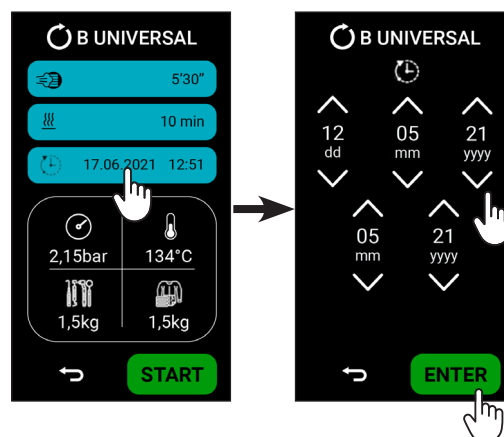 B UNIVERSAL
5’30”
10 min
17.06.2021 12:51
2,15bar 134°C
1,5kg 1,5kg
START
B UNIVERSAL
12 05 21
dd mm yyyy
05 21
mm yyyy
ENTER